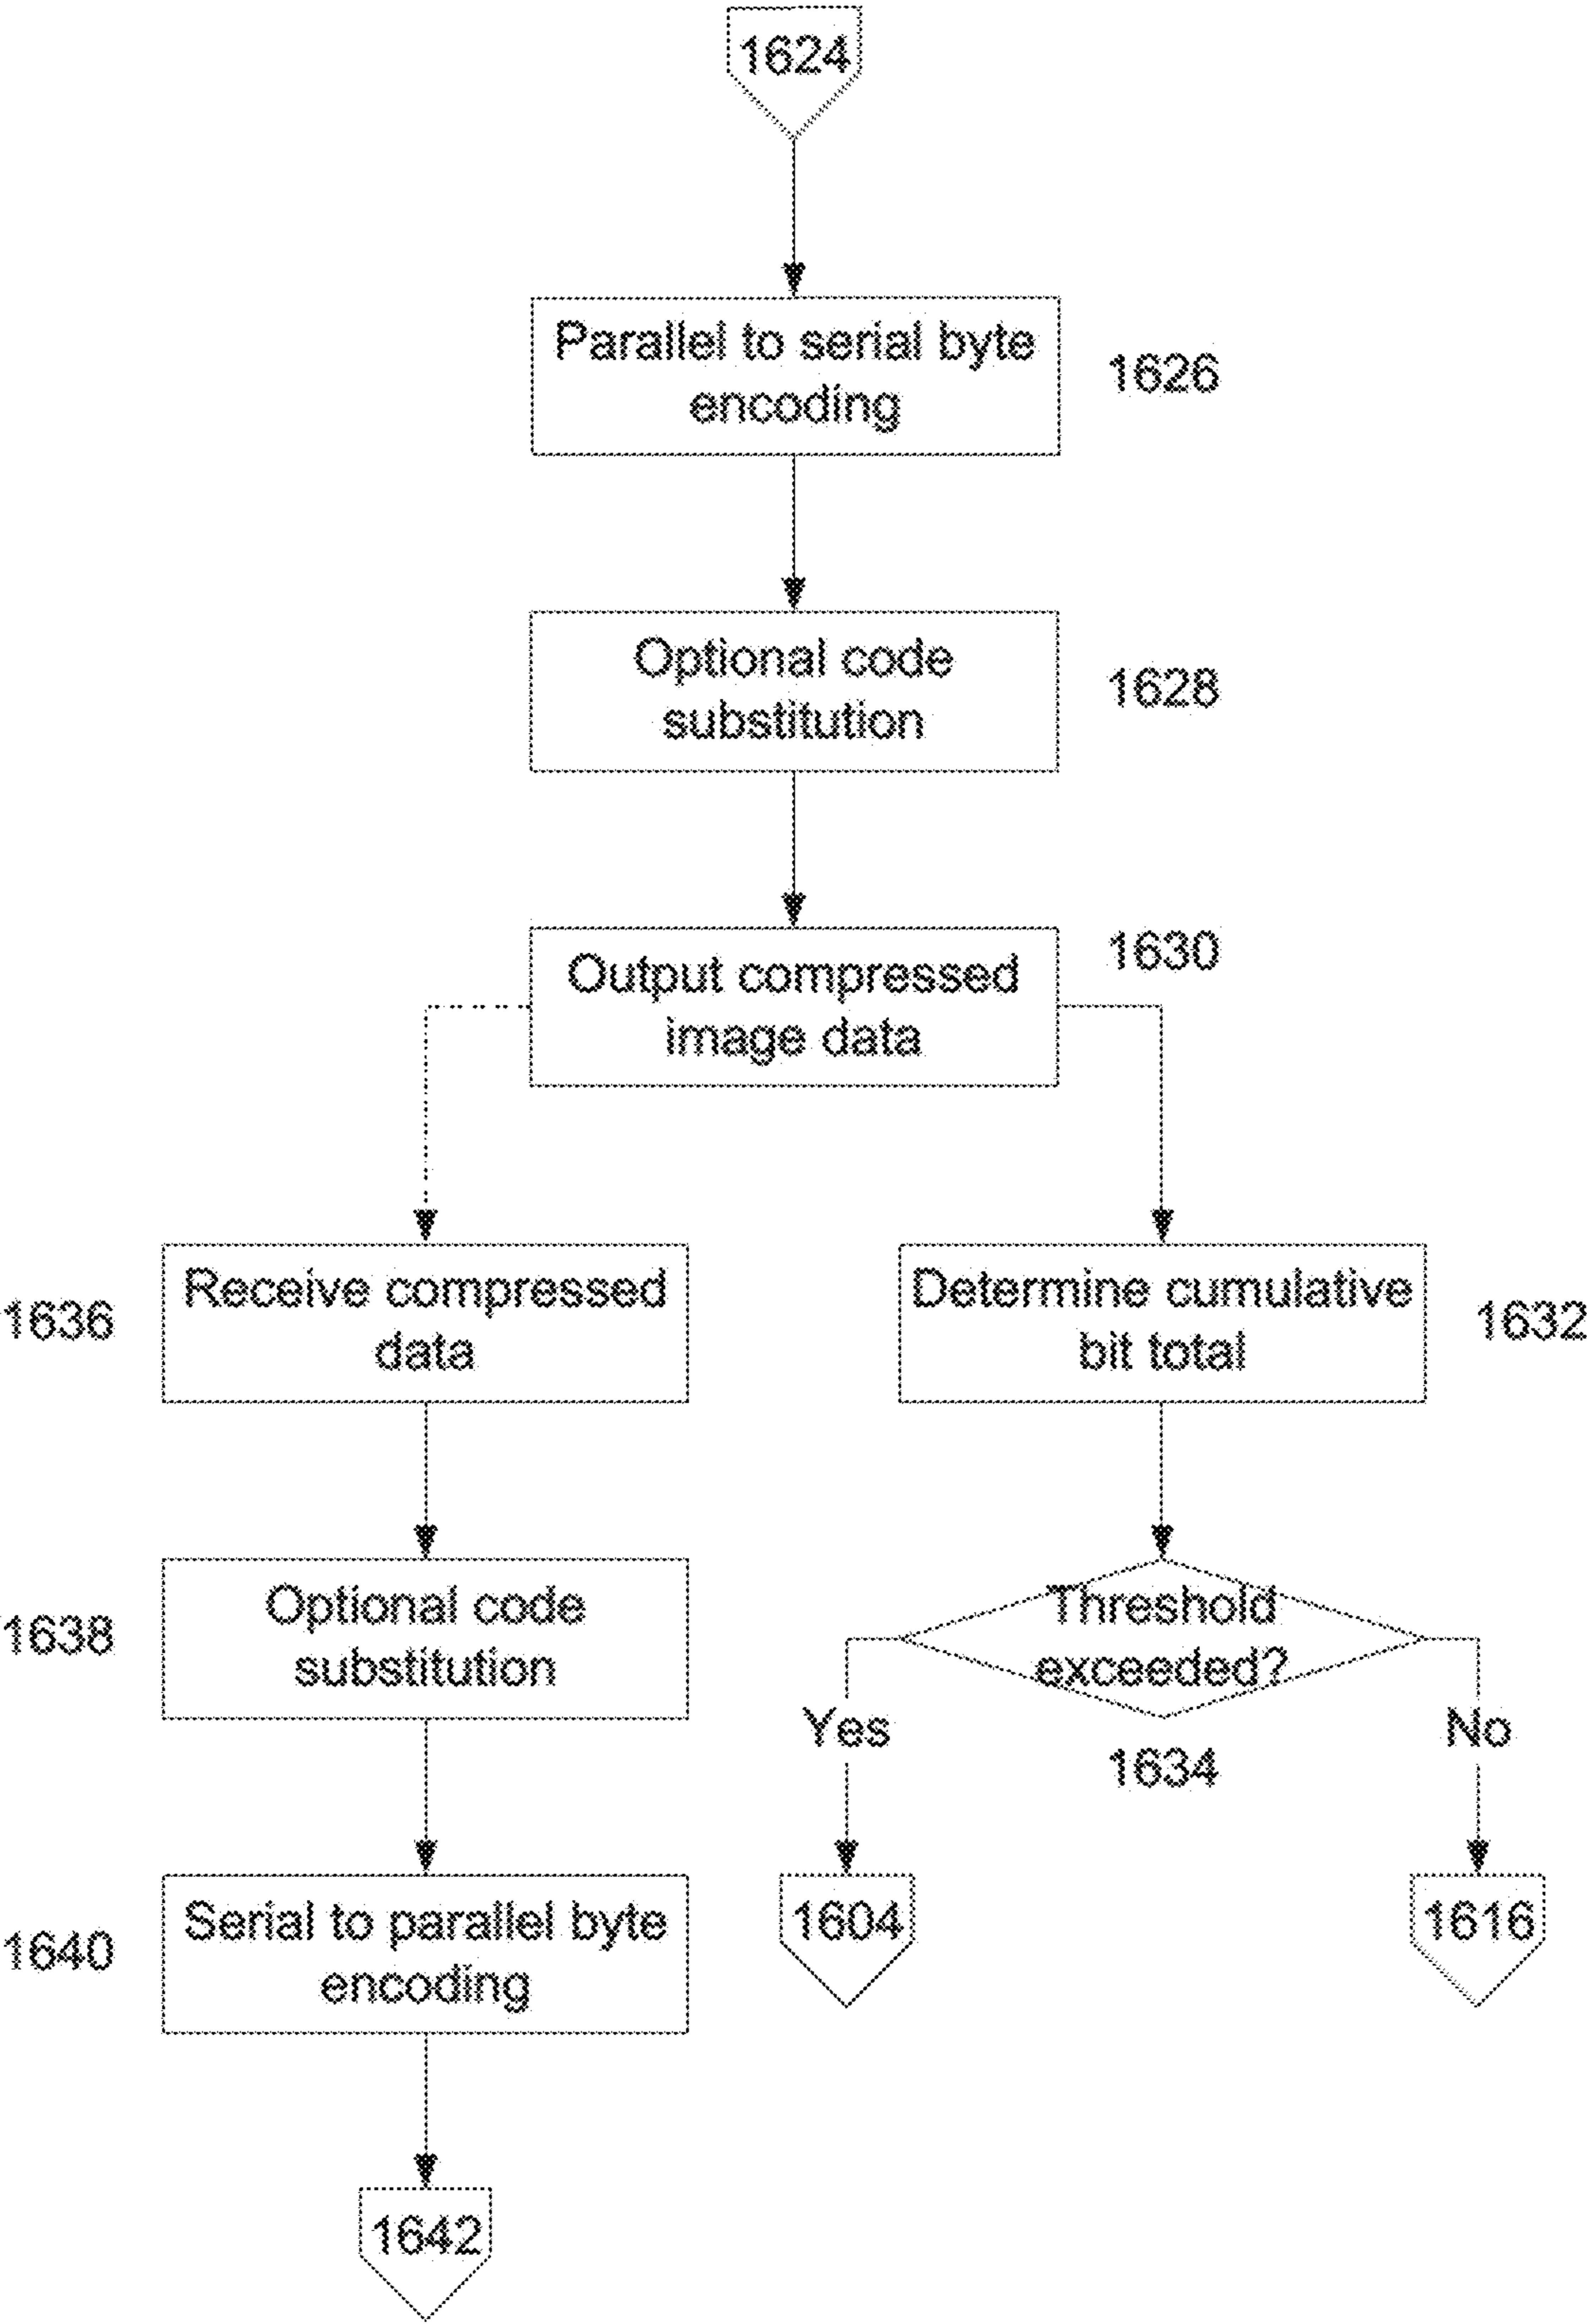 1624
Parallel to serial byte
encoding
1626
Optional code
substitution
1628
Output compressed
image data
1630
Receive compressed
data
1636
Determine cumulative
bit total
1632
Optional code
substitution
1638
Threshold
exceeded?
1634
Yes
No
Serial to parallel byte
encoding
1640
1604
1616
1642